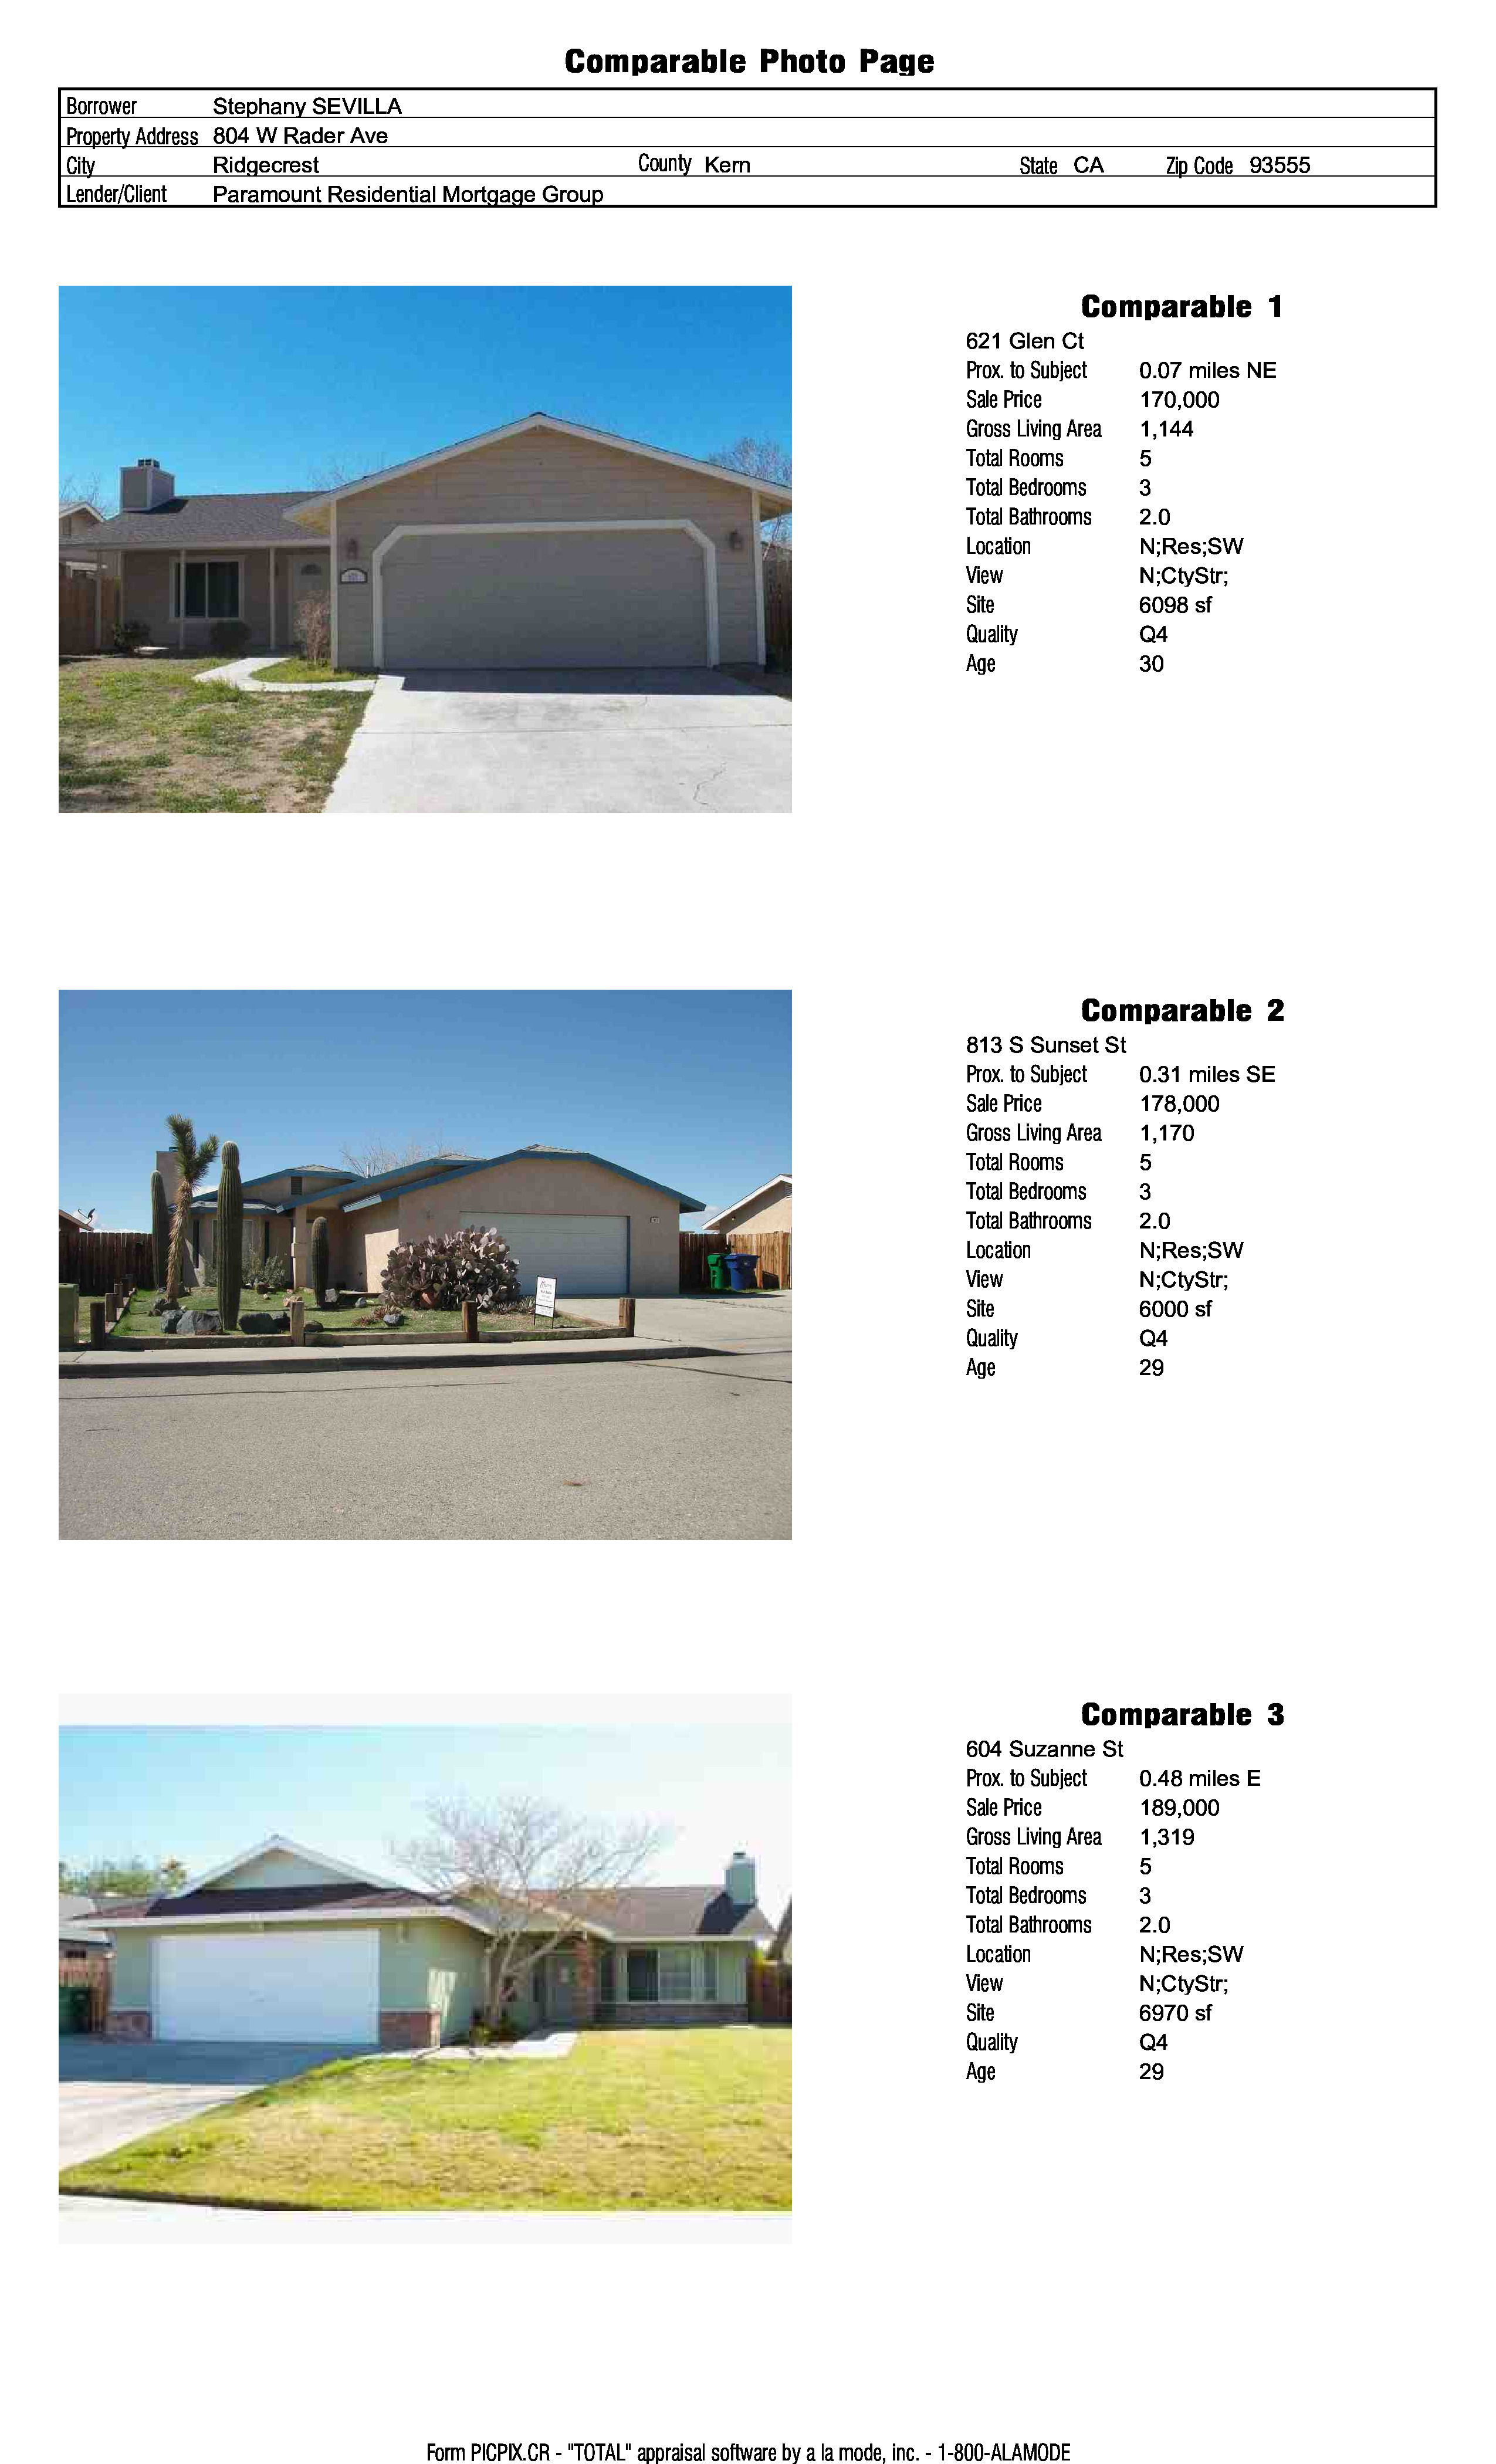 Comparable Photo Page
Borrower Stephany SEVILLA
Property Address 804 W Rader Ave
City Ridgecrest County Kern State CA Zip Code 93555
Lender/Client Paramount Residential Mortgage Group
Comparable 1
621 Glen Ct
Prox. to Subject 0.07 miles NE
Sale Price 170,000
Gross Living Area 1,144
Total Rooms 5
Total Bedrooms 3
Total Bathrooms 2.0
Location N;Res;SW
View N;CtyStr;
Site 6098 sf
Quality Q4
Age 30
Comparable 2
813 S Sunset St
Prox. to Subject 0.31 miles SE
Sale Price 178,000
Gross Living Area 1,170
Total Rooms 5
Total Bedrooms 3
Total Bathrooms 2.0
Location N;Res;SW
View N;CtyStr;
Site 6000 sf
Quality Q4
Age 29
Comparable 3
604 Suzanne St
Prox. to Subject 0.48 miles E
Sale Price 189,000
Gross Living Area 1,319
Total Rooms 5
Total Bedrooms 3
Total Bathrooms 2.0
Location N;Res;SW
View N;CtyStr;
Site 6970 sf
Quality Q4
Age 29
Form PICPIX.CR - "TOTAL" appraisal software by a la mode, inc. - 1-800-ALAMODE